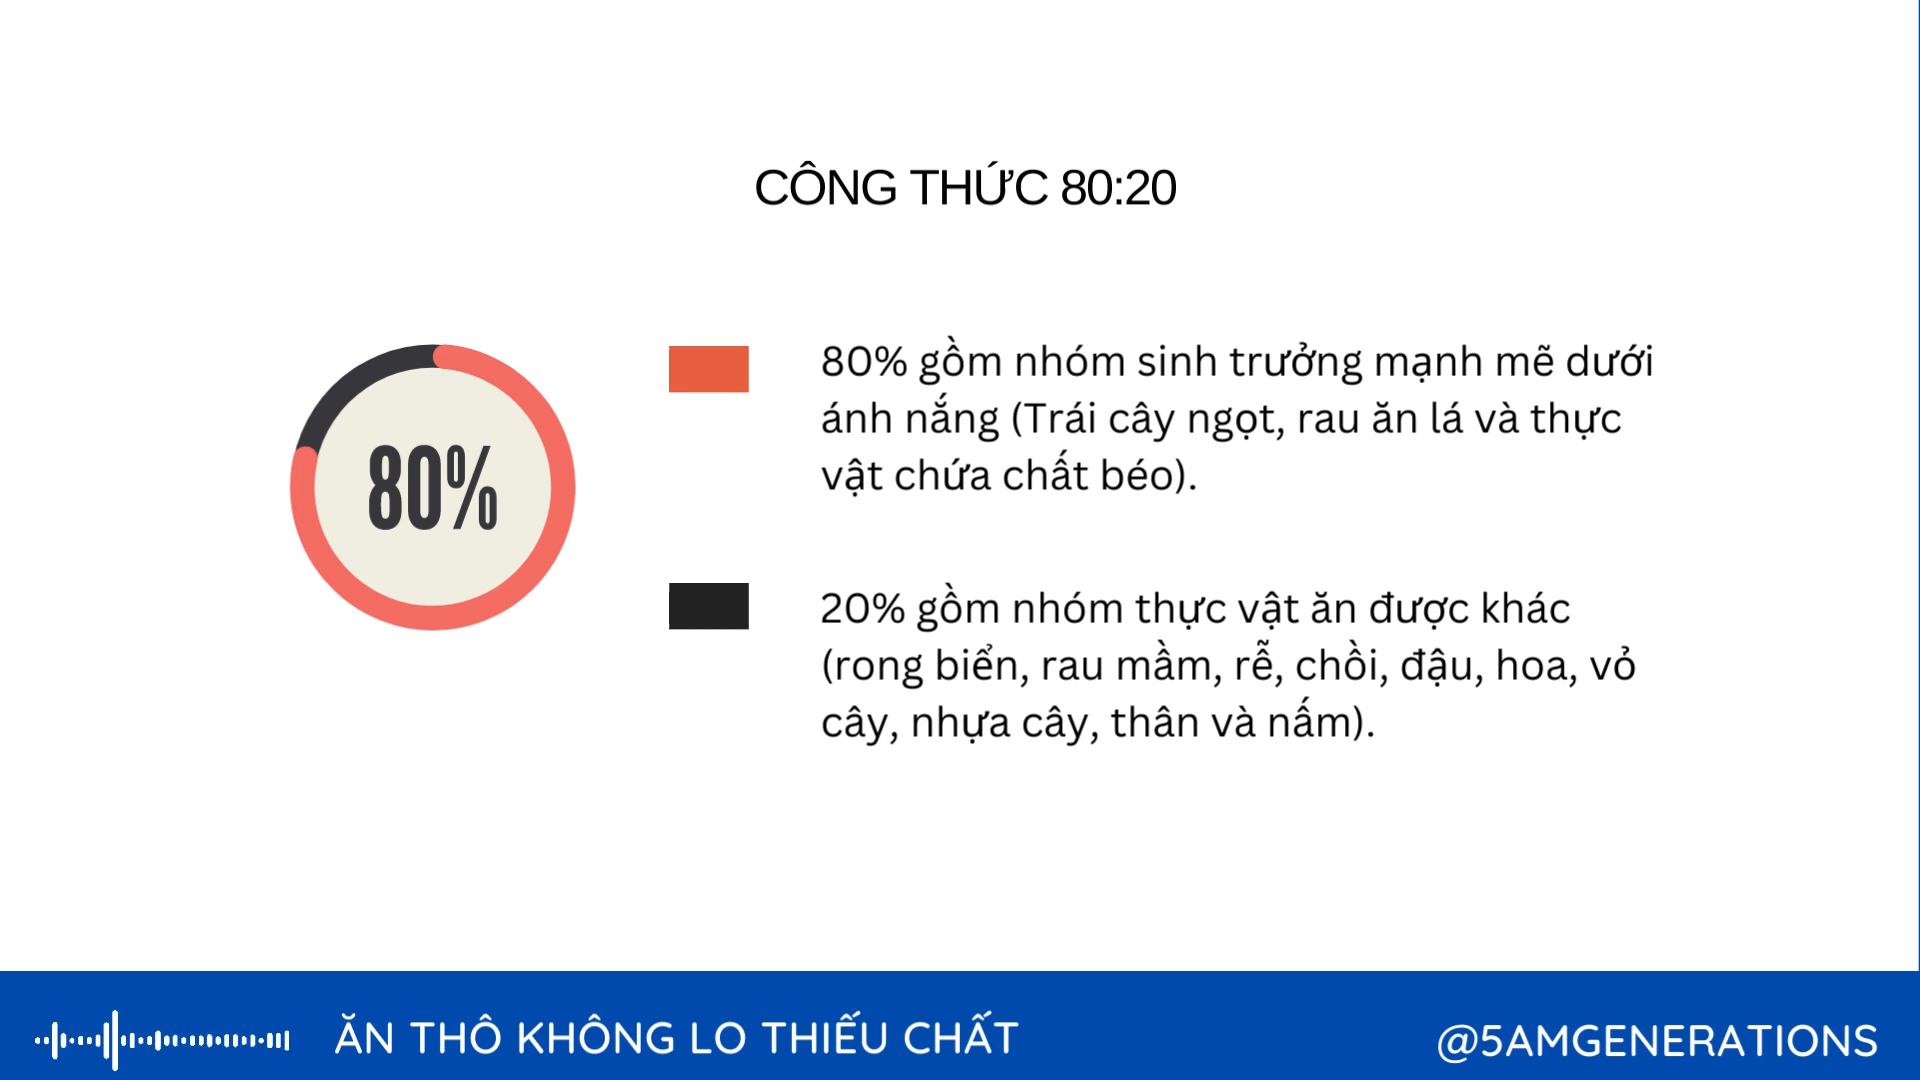 CÔNG THỨC 80:20
80%
80% gồm nhóm sinh trưởng mạnh mẽ dưới
ánh nắng (Trái cây ngọt, rau ăn lá và thực
vật chứa chất béo).
20% gồm nhóm thực vật ăn được khác
(rong biển, rau mầm, rễ, chồi, đậu, hoa, vỏ
cây, nhựa cây, thân và nấm).
ĂN THÔ KHÔNG LO THIẾU CHẤT
@5AMGENERATIONS